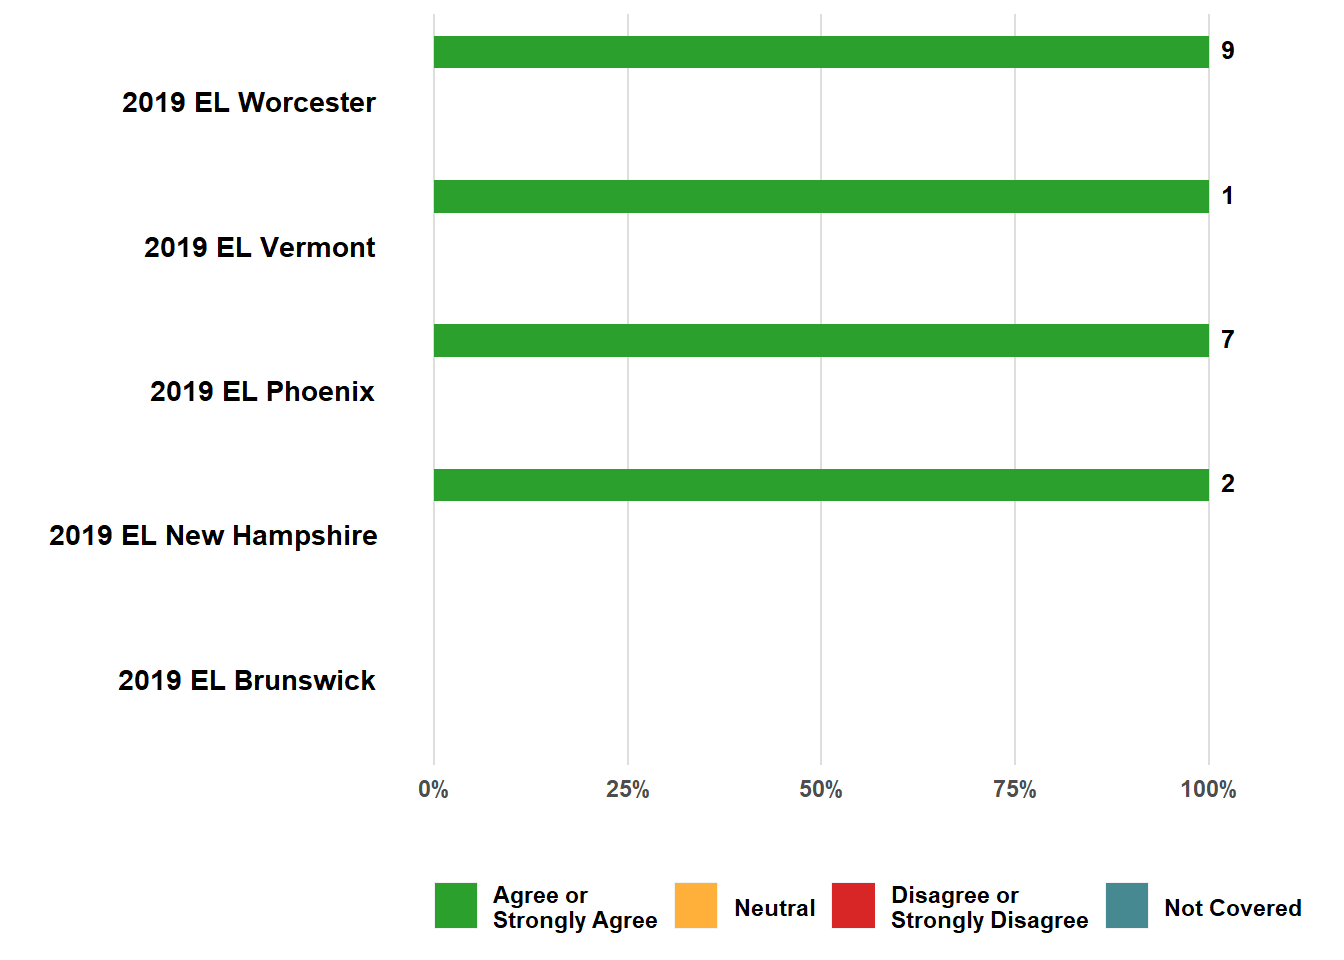 9
2019 EL Worcester
1
2019 EL Vermont
7
2019 EL Phoenix
2
2019 EL New Hampshire
2019 EL Brunswick
0% 25% 50% 75% 100%
Agree or
Strongly Agree
Neutral
Disagree or
Strongly Disagree
Not Covered